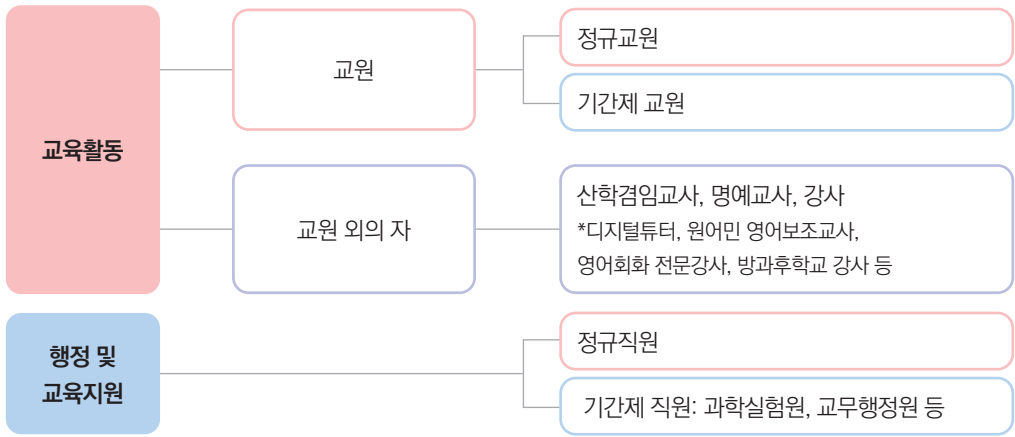 교육활동
교원
정규교원
기간제 교원
교원 외의 자
산학겸임교사, 명예교사, 강사
*디지털튜터, 원어민 영어보조교사,
영어회화 전문강사, 방과후학교 강사 등
행정 및
교육지원
정규직원
기간제 직원: 과학실험원, 교무행정원 등